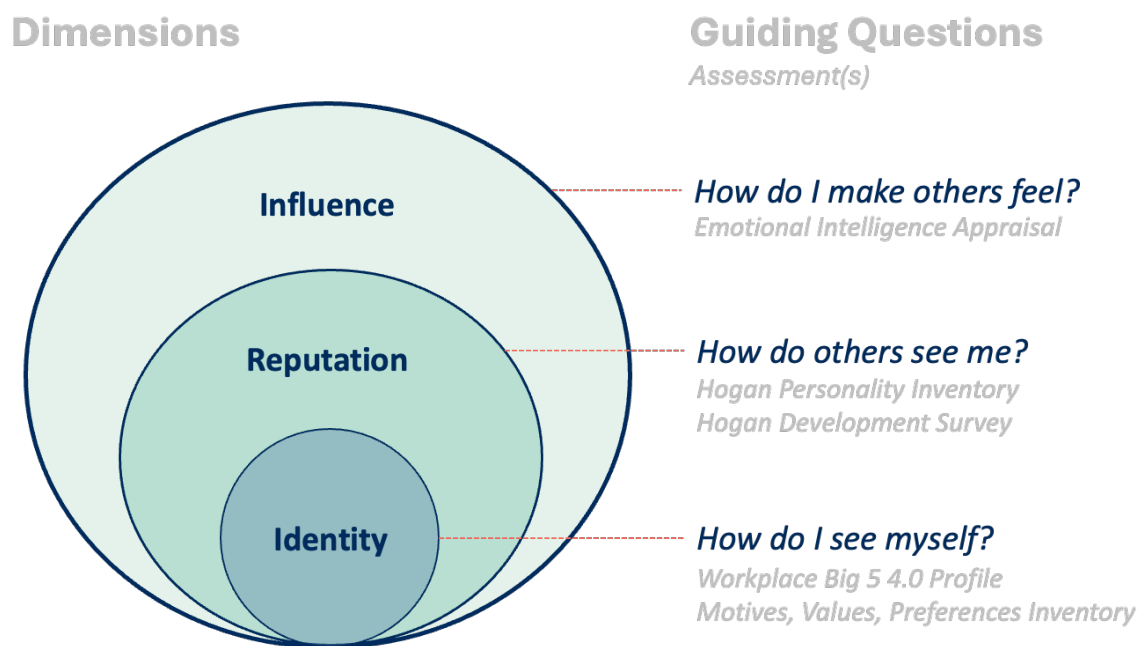 Dimensions
Guiding Questions
Assessment(s)
Influence
How do I make others feel?
Emotional Intelligence Appraisal
Reputation
How do others see me?
Hogan Personality Inventory
Hogan Development Survey
Identity
How do I see myself?
Workplace Big 5 4.0 Profile
Motives, Values, Preferences Inventory